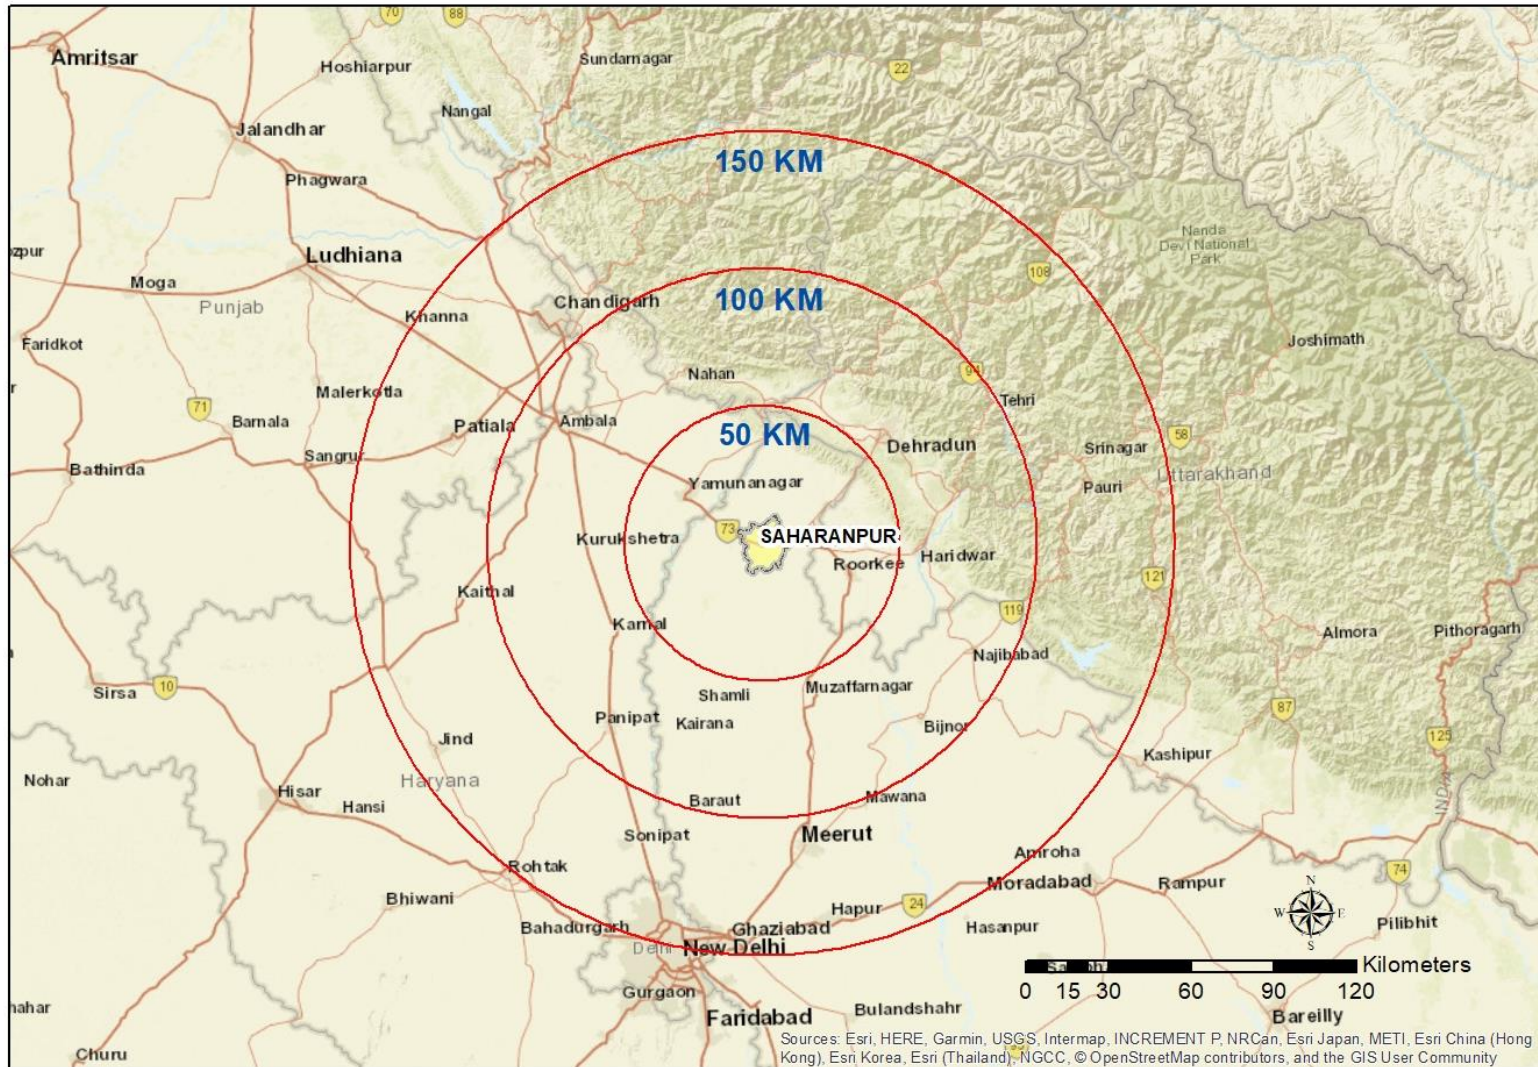 70
88
Amritsar
Hoshiarpur
Sundarnagar
22
Nangal
Jalandhar
150 KM
Phagwara
Nanda
Devi National
Park
zpur
Ludhiana
108
Moga
Punjab
Chandigarh
100 KM
Khanna
Faridkot
Joshimath
Nahan
94
Malerkotla
Tehri
71
Barnala
Patiala
Ambala
50 KM
Dehradun
Srinagar
58
Sangrur
Bathinda
Uttarakhand
Yamunanagar
Pauri
73
SAHARANPUR
Kurukshetra
Roorkee
Haridwar
121
Kaithal
119
Karnal
Almora
Pithoragarh
Najibabad
Sirsa
10
Shamli
Muzaffarnagar
87
Panipat
Kairana
Bijnor
125
Jind
Kashipur
Nohar
Haryana
INDIA
Hisar
Hansi
Baraut
Mawana
Sonipat
Meerut
Rohtak
Amroha
Moradabad
Rampur
74
Bhiwani
Hapur
24
N
W
E
S
Bahadurgarh
Ghaziabad
Hasanpur
Pilibhit
Delhi
New Delhi
Kilometers
Gurgaon
0 15 30 60 90 120
hahar
Faridabad
Bulandshahr
Bareilly
Churu
Sources: Esri, HERE, Garmin, USGS, Intermap, INCREMENT P, NRCan, Esri Japan, METI, Esri China (Hong
Kong), Esri Korea, Esri (Thailand), NGCC, © OpenStreetMap contributors, and the GIS User Community